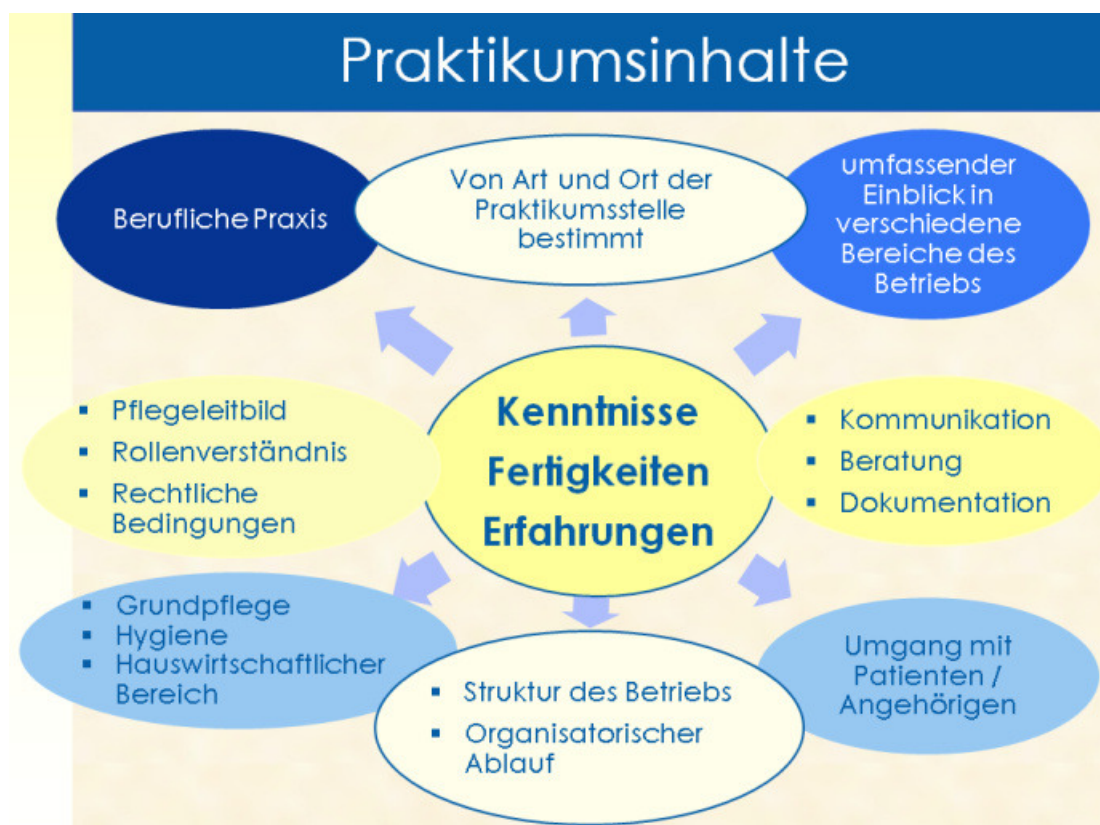 Praktikumsinhalte
Berufliche Praxis
Von Art und Ort der
Praktikumsstelle
bestimmt
umfassender
Einblick in
verschiedene
Bereiche des
Betriebs
▪ Pflegeleitbild
▪ Rollenverständnis
▪ Rechtliche
Bedingungen
Kenntnisse
Fertigkeiten
Erfahrungen
▪ Kommunikation
▪ Beratung
▪ Dokumentation
▪ Grundpflege
▪ Hygiene
▪ Hauswirtschaftlicher
Bereich
▪ Struktur des Betriebs
▪ Organisatorischer
Ablauf
Umgang mit
Patienten /
Angehörigen